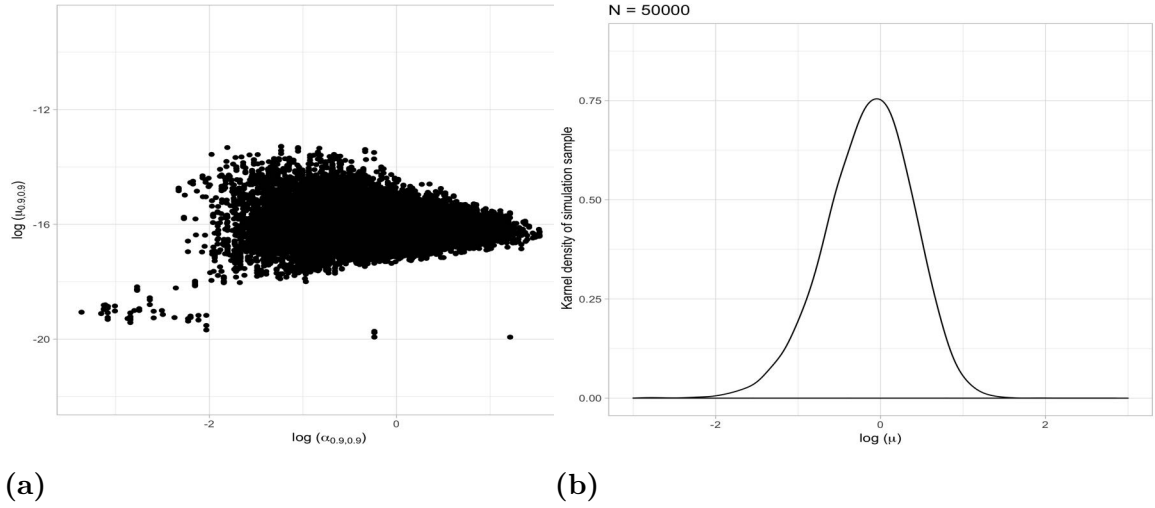 -12
-16
-20
log (μ0.9,0.9)
-2
0
log (α0.9,0.9)
(a)
N = 50000
0.75
0.50
0.25
0.00
Karnel density of simulation sample
-2
0
2
log (μ)
(b)